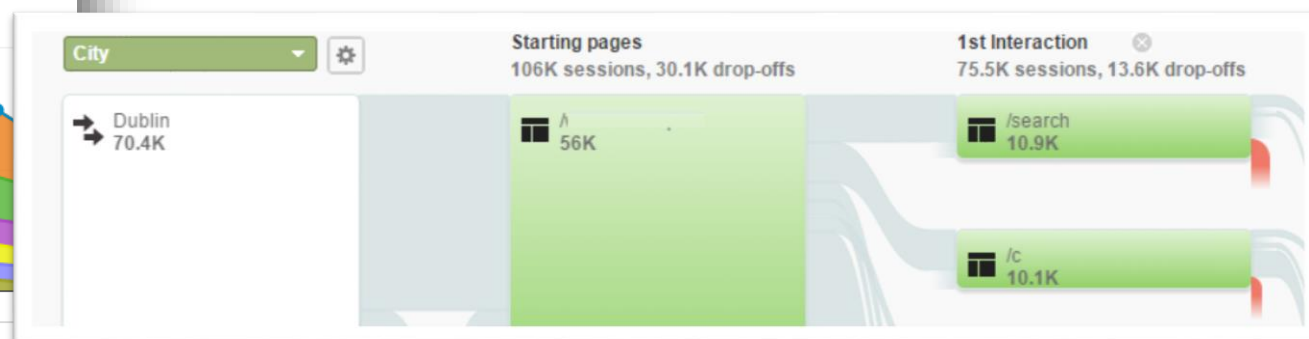 City
Starting pages
106K sessions, 30.1K drop-offs
1st Interaction
75.5K sessions, 13.6K drop-offs
Dublin
70.4K
56K
/search
10.9K
/c
10.1K